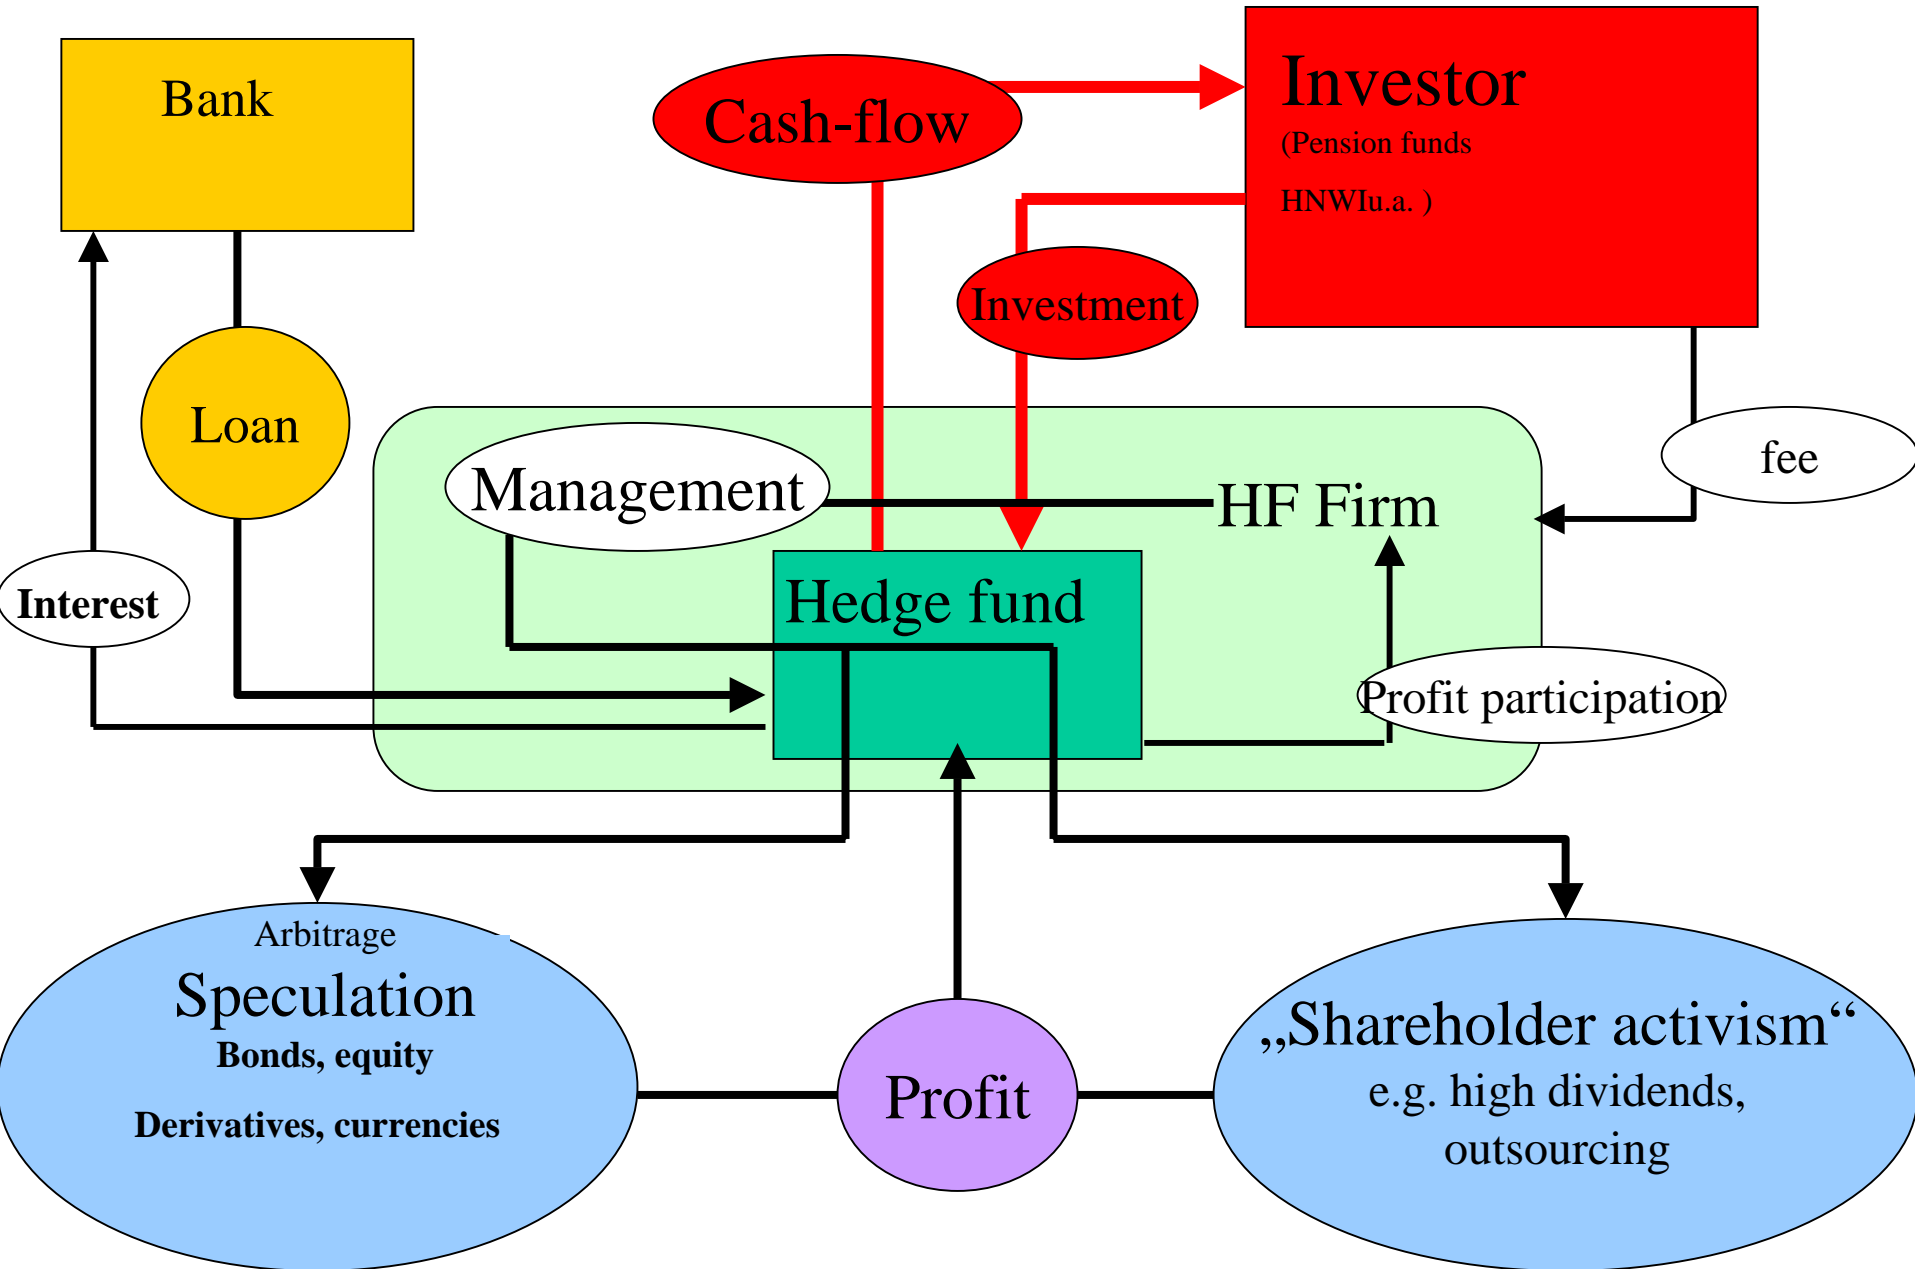 Bank
Cash-flow
Investor
(Pension funds
HNWIu.a. )
Investment
Loan
Management
HF Firm
fee
Interest
Hedge fund
Profit participation
Arbitrage
Speculation
Bonds, equity
Derivatives, currencies
Profit
„Shareholder activism“
e.g. high dividends,
outsourcing